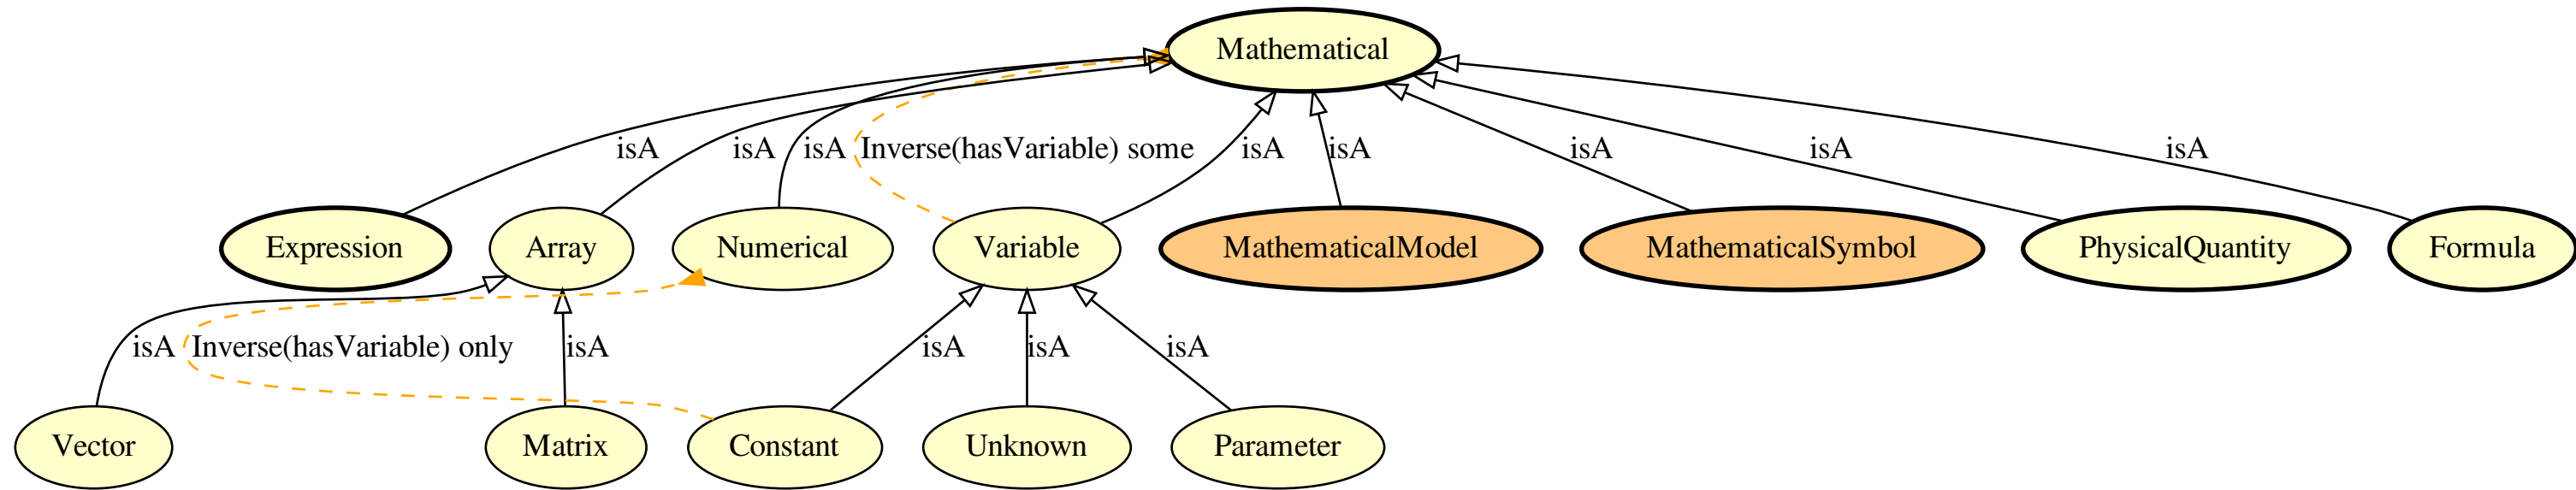 Mathematical
isA
isA
isA
Inverse(hasVariable) some
isA
isA
isA
isA
isA
Expression
Array
Numerical
Variable
MathematicalModel
MathematicalSymbol
PhysicalQuantity
Formula
isA
Inverse(hasVariable) only
isA
isA
isA
isA
Vector
Matrix
Constant
Unknown
Parameter